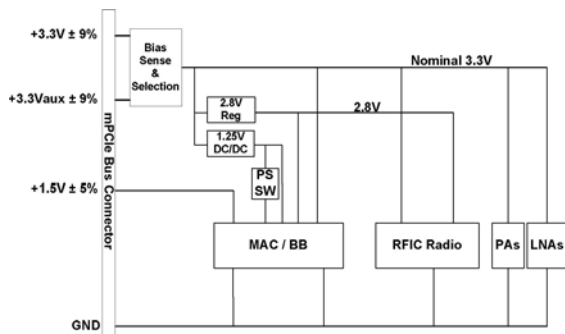 +3.3V ± 9%
Bias
Sense
&
Selection
Nominal 3.3V
+3.3Vaux ± 9%
2.8V
Reg
2.8V
1.25V
DC/DC
PS
SW
mPCIe Bus Connector
+1.5V ± 5%
MAC / BB
RFIC Radio
PAs
LNAs
GND